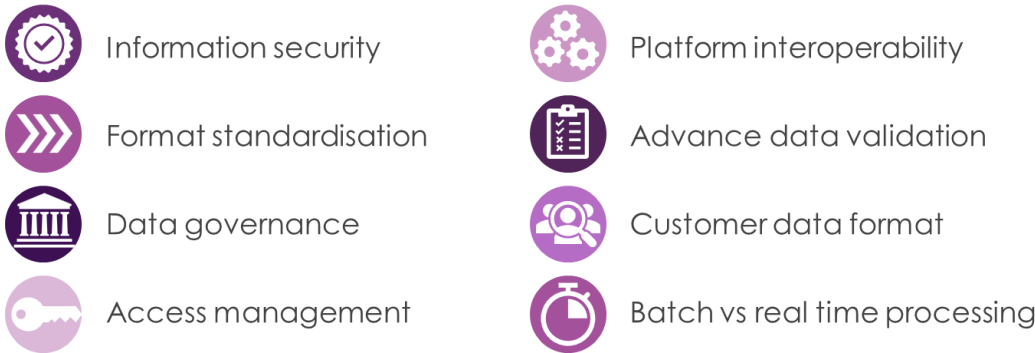 Information security
Platform interoperability
Format standardisation
Advance data validation
Data governance
Customer data format
Access management
Batch vs real time processing